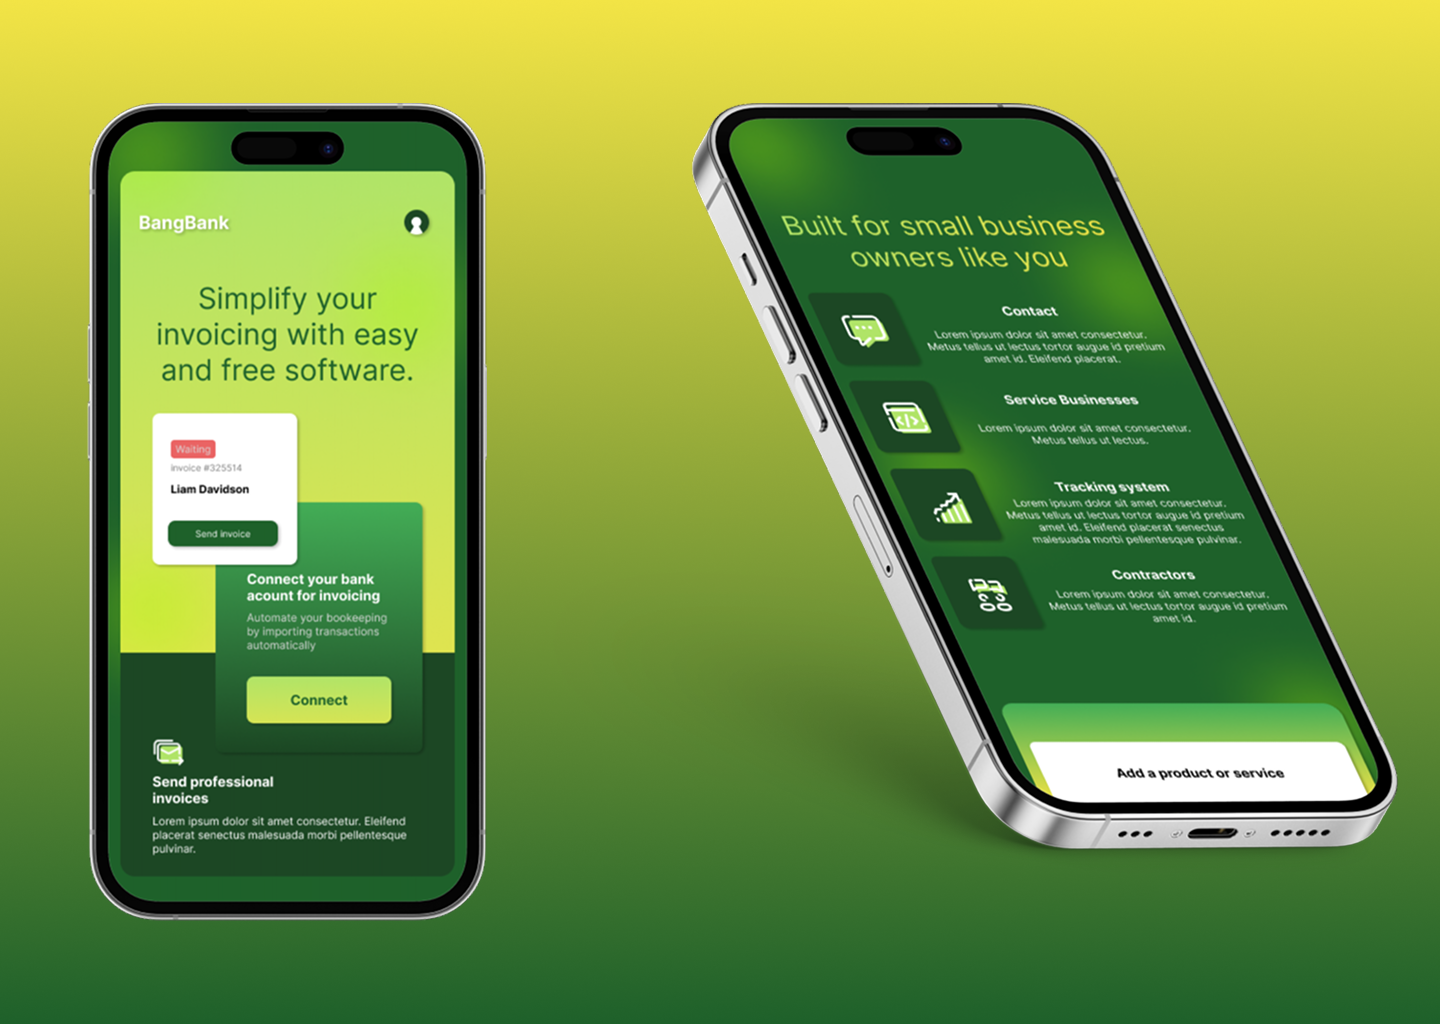 BangBank
Simplify your
invoicing with easy
and free software.
Waiting
invoice #325514
Liam Davidson
Send invoice
Connect your bank
acount for invoicing
Automate your bookeeping
by importing transactions
automatically
Connect
Send professional
invoices
Lorem ipsum dolor sit amet consectetur. Eleifend
placerat senectus malesuada morbi pellentesque
pulvinar.
Built for small business
owners like you
Contact
Lorem ipsum dolor sit amet consectetur.
Metus tellus ut lectus tortor augue id pretium
amet id. Eleifend placerat.
Service Businesses
Lorem ipsum dolor sit amet consectetur.
Metus tellus ut lectus.
Tracking system
Lorem ipsum dolor sit amet consectetur.
Metus tellus ut lectus tortor augue id pretium
amet id. Eleifend placerat senectus
malesuada morbi pellentesque pulvinar.
Contractors
Lorem ipsum dolor sit amet consectetur.
Metus tellus ut lectus tortor augue id pretium
amet id.
Add a product or service